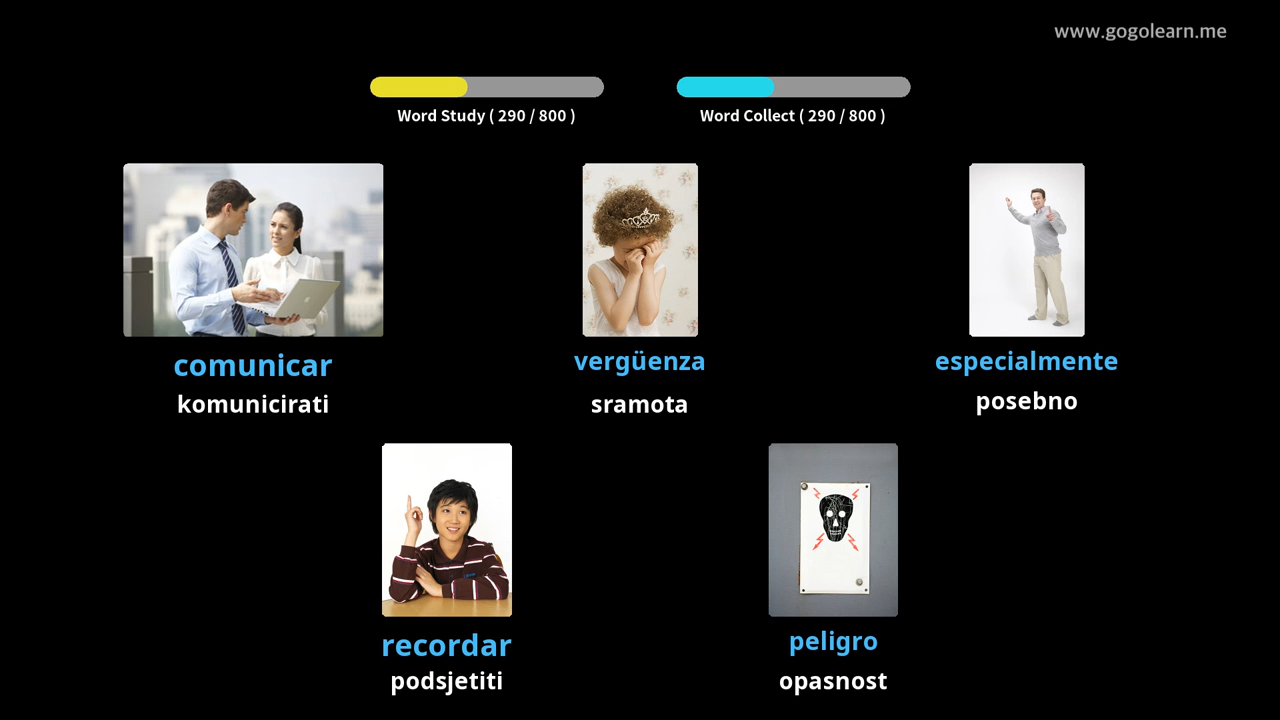 www.gogolearn.me
Word Study ( 290 / 800 )
Word Collect ( 290 / 800 )
comunicar
komunicirati
vergüenza
sramota
especialmente
posebno
recordar
podsjetiti
peligro
opasnost